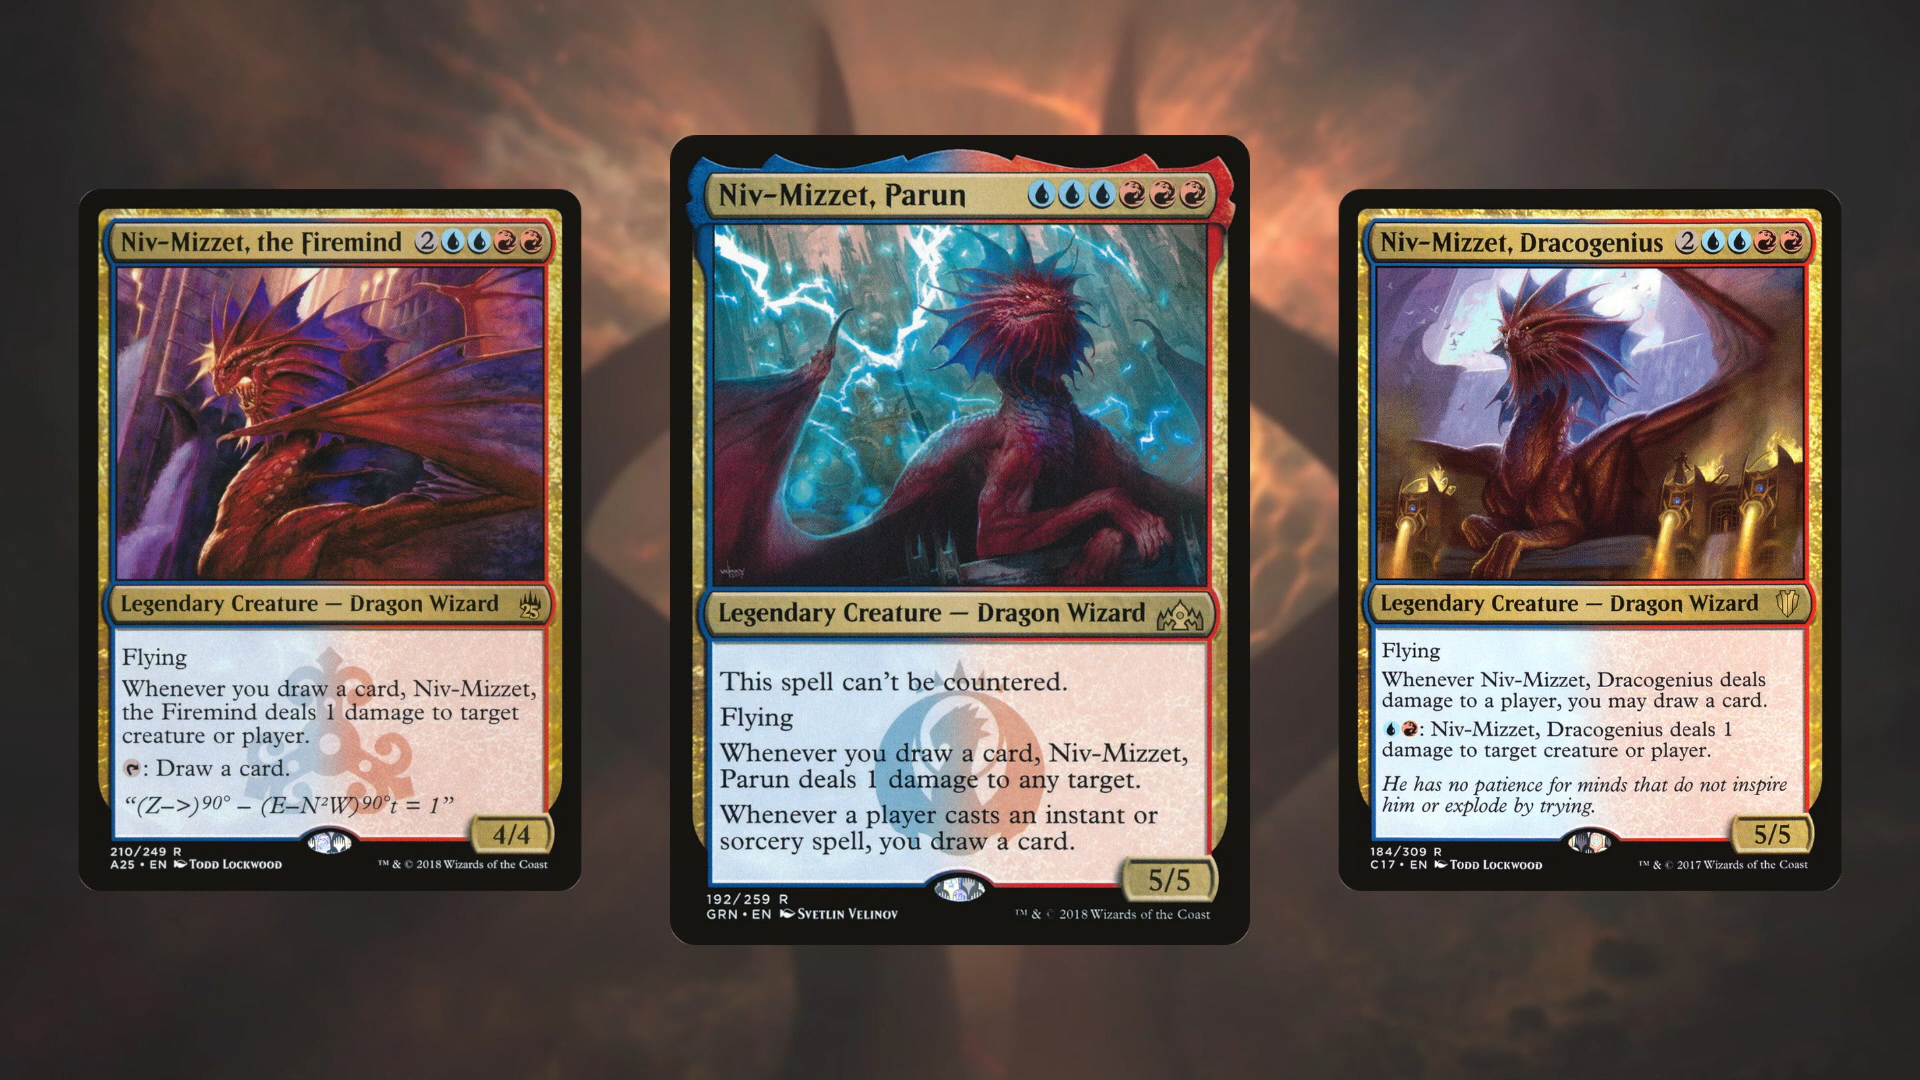 Niv-Mizzet, the Firemind 2
Legendary Creature — Dragon Wizard
25
Flying
Whenever you draw a card, Niv-Mizzet,
the Firemind deals 1 damage to target
creature or player.
: Draw a card.
“(Z–>)90° – (E–N²W)90°t = 1”
4/4
210/249 R
A25 • EN Todd Lockwood
™ & © 2018 Wizards of the Coast
Niv-Mizzet, Parun
Legendary Creature — Dragon Wizard
This spell can’t be countered.
Flying
Whenever you draw a card, Niv-Mizzet,
Parun deals 1 damage to any target.
Whenever a player casts an instant or
sorcery spell, you draw a card.
5/5
192/259 R
GRN • EN Svetlin Velinov
™ & © 2018 Wizards of the Coast
Niv-Mizzet, Dracogenius 2
Legendary Creature — Dragon Wizard
Flying
Whenever Niv-Mizzet, Dracogenius deals
damage to a player, you may draw a card.
: Niv-Mizzet, Dracogenius deals 1
damage to target creature or player.
He has no patience for minds that do not inspire
him or explode by trying.
5/5
184/309 R
C17 • EN Todd Lockwood
™ & © 2017 Wizards of the Coast